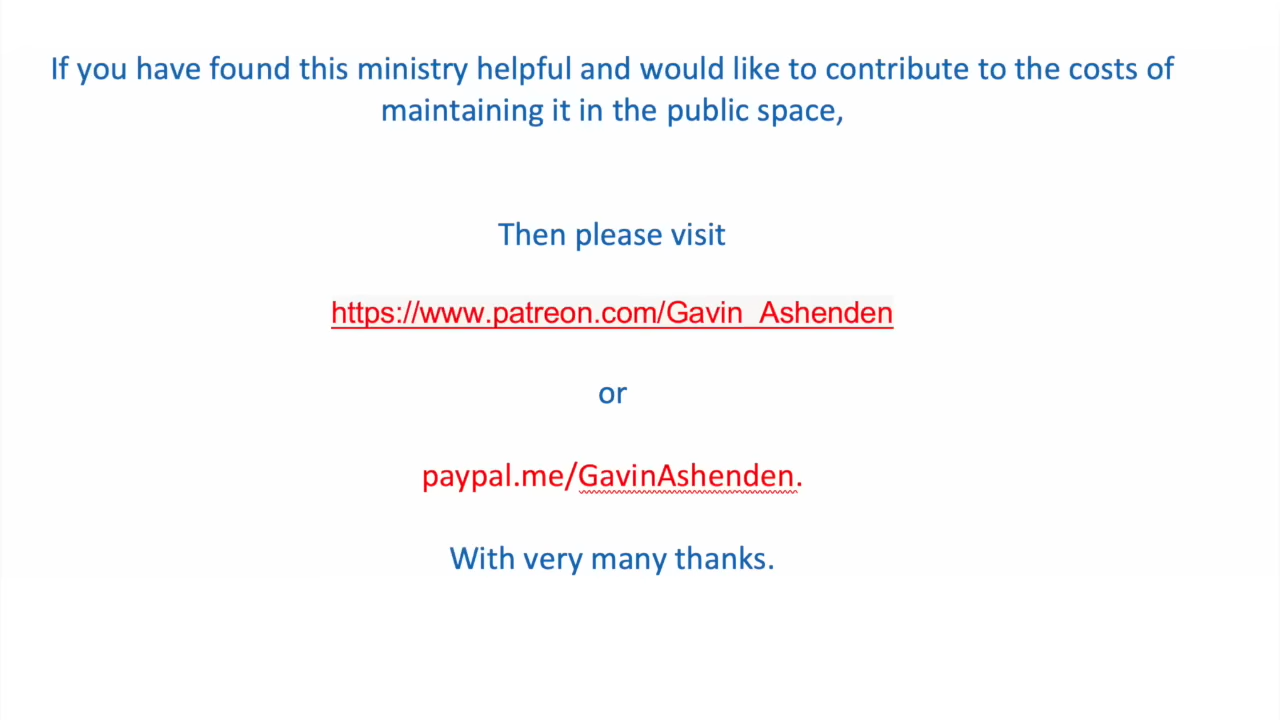 If you have found this ministry helpful and would like to contribute to the costs of
maintaining it in the public space,
Then please visit
https://www.patreon.com/Gavin_Ashenden
or
paypal.me/GavinAshenden.
With very many thanks.